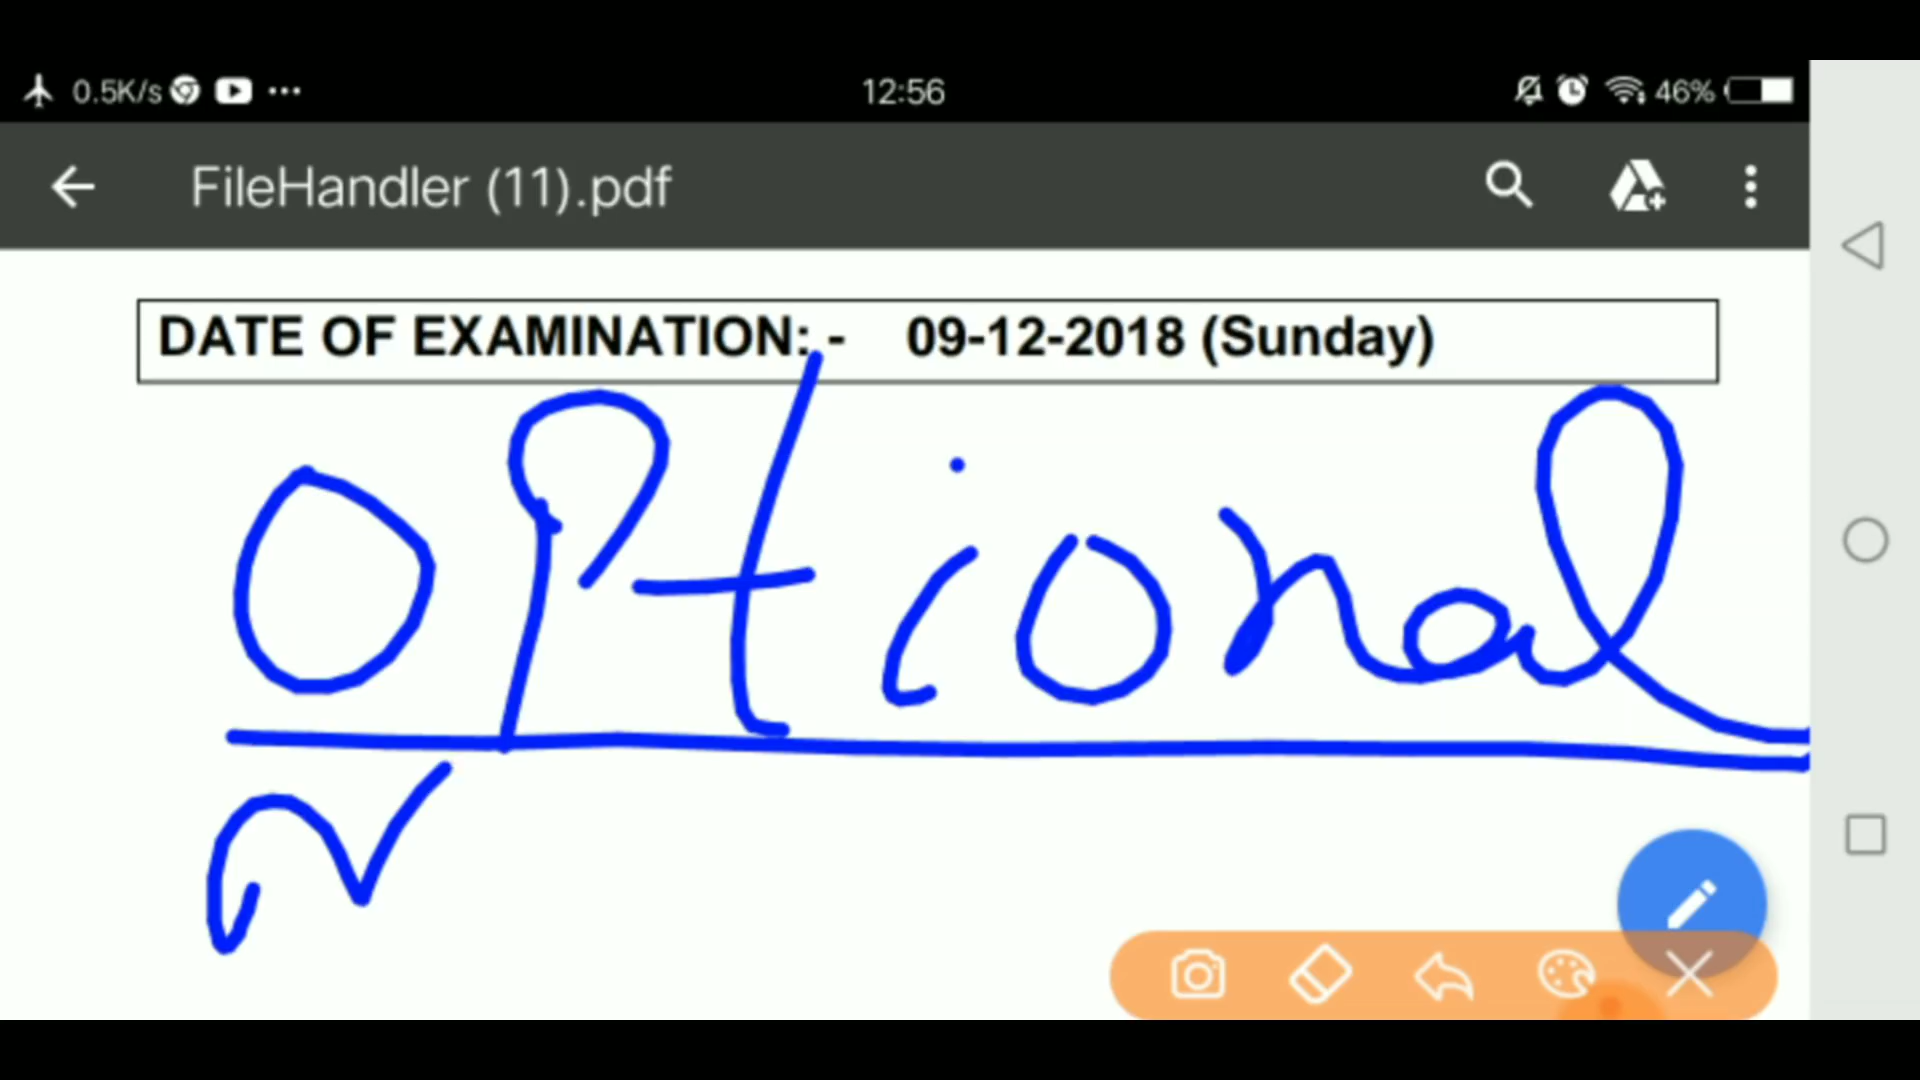 0.5K/s 12:56 46%
FileHandler (11).pdf
DATE OF EXAMINATION: - 09-12-2018 (Sunday)
Optional